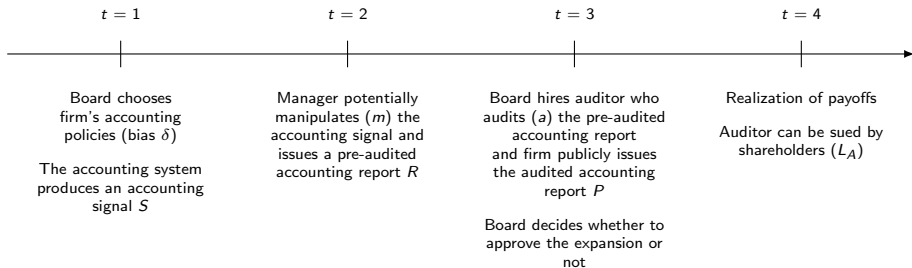 t = 1
t = 2
t = 3
t = 4
Board chooses
firm's accounting
policies (bias δ)
The accounting system
produces an accounting
signal S
Manager potentially
manipulates (m) the
accounting signal and
issues a pre-audited
accounting report R
Board hires auditor who
audits (a) the pre-audited
accounting report
and firm publicly issues
the audited accounting
report P
Board decides whether to
approve the expansion or
not
Realization of payoffs
Auditor can be sued by
shareholders (L_A)